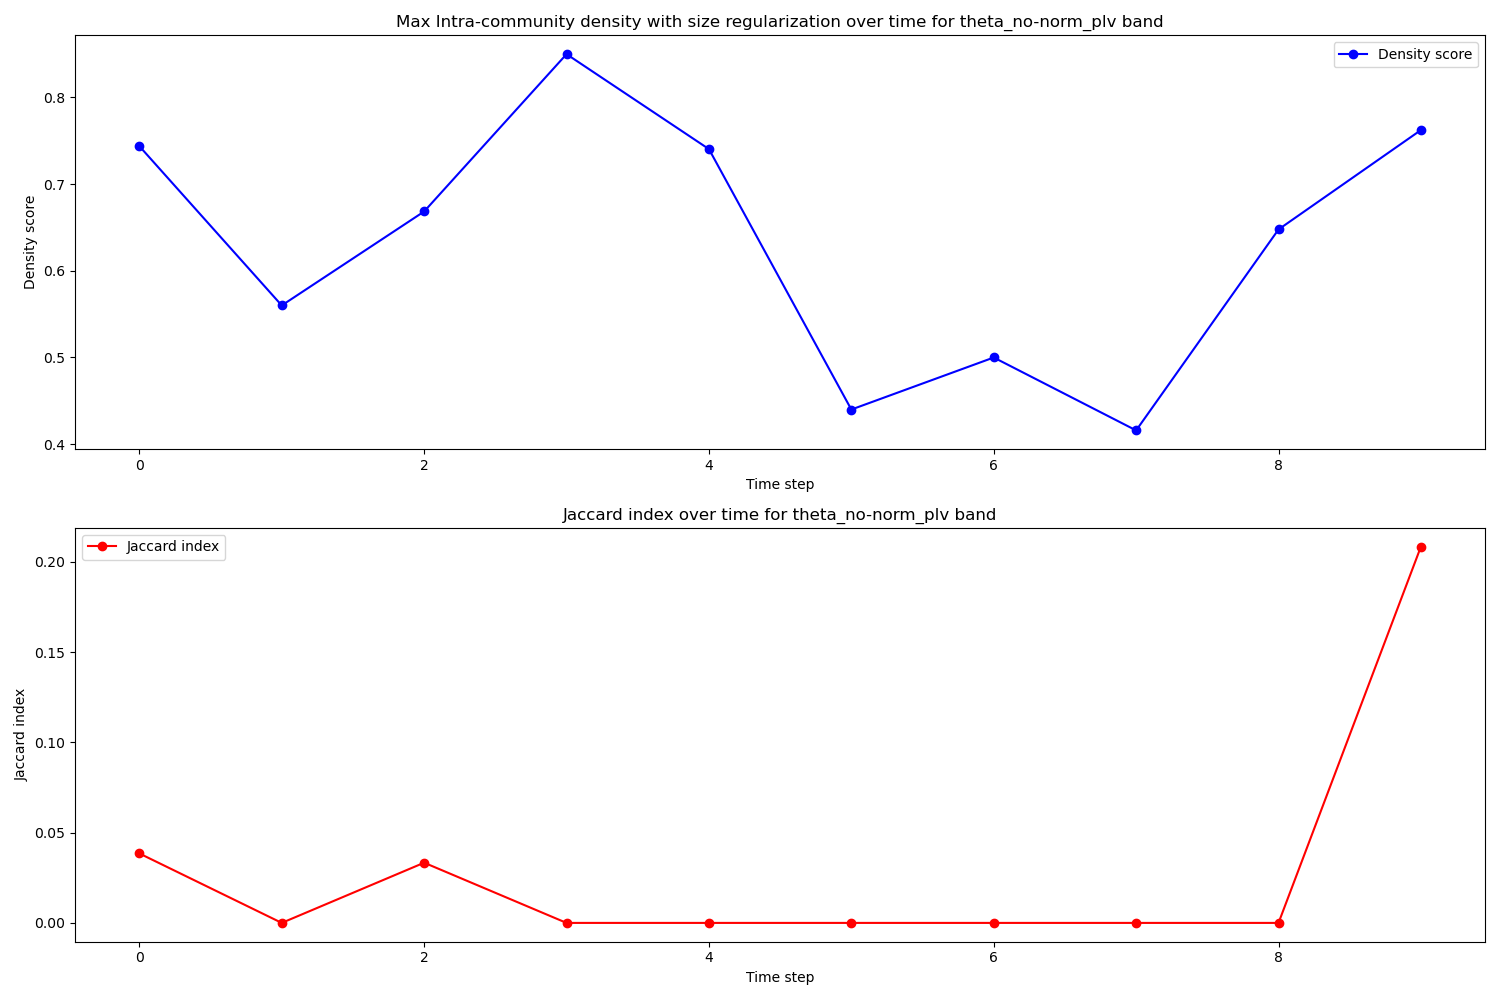 Max Intra-community density with size regularization over time for theta_no-norm_plv band
Density score
Density score
0.8
0.7
0.6
0.5
0.4
0 2 4 6 8
Time step
Jaccard index over time for theta_no-norm_plv band
Jaccard index
Jaccard index
0.20
0.15
0.10
0.05
0.00
0 2 4 6 8
Time step